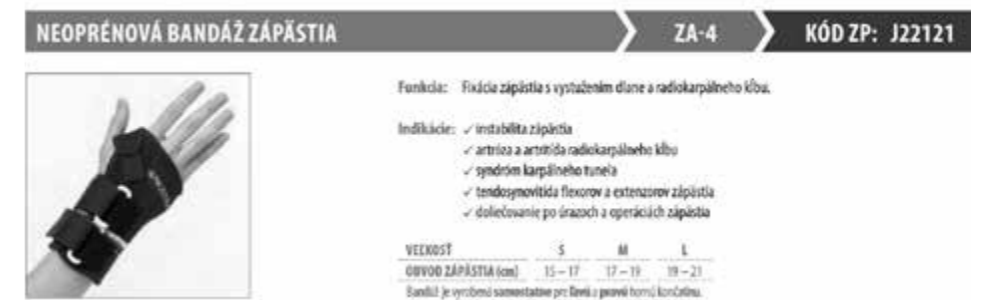 NEOPRÉNOVÁ BANDÁŽ ZÁPÄSTIA ZA-4 KÓD ZP: J22121
Funkcia: Fixácia zápästia s vystužením dlane a radiokarpálneho kĺbu.
Indikácie: ✓ instabilita zápästia
✓ artróza a artritída radiokarpálneho kĺbu
✓ syndróm karpálneho tunela
✓ tendosynovitída flexorov a extenzorov zápästia
✓ doliečovanie po úrazoch a operáciách zápästia
VEĽKOSŤ S M L
OBVOD ZÁPÄSTIA (cm) 15 – 17 17 – 19 19 – 21
Bandáž je vyrobená samostatne pre ľavú a pravú hornú končatinu.